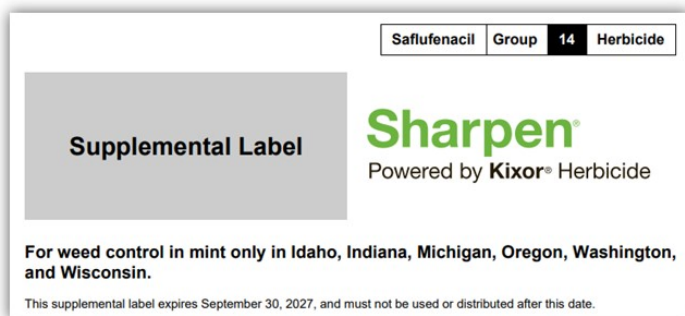 Saflufenacil Group 14 Herbicide
Supplemental Label
Sharpen®
Powered by Kixor® Herbicide
For weed control in mint only in Idaho, Indiana, Michigan, Oregon, Washington,
and Wisconsin.
This supplemental label expires September 30, 2027, and must not be used or distributed after this date.